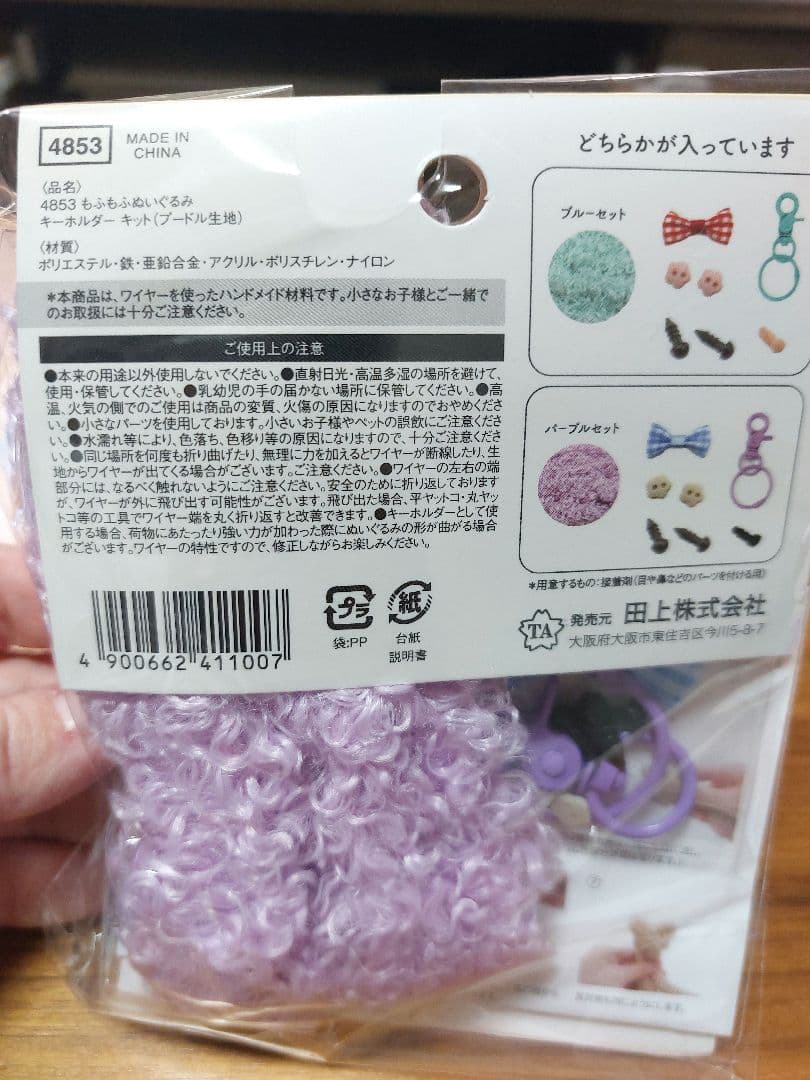 4853
MADE IN
CHINA
〈品名〉
4853 もふもふぬいぐるみ
キーホルダー キット(プードル生地)
〈材質〉
ポリエステル・鉄・亜鉛合金・アクリル・ポリスチレン・ナイロン
＊本商品は、ワイヤーを使ったハンドメイド材料です。小さなお子様とご一緒で
のお取扱には十分ご注意ください。
ご使用上の注意
●本来の用途以外使用しないでください。●直射日光・高温多湿の場所を避けて、
使用・保管してください。●乳幼児の手の届かない場所に保管してください。●高
温、火気の側でのご使用は商品の変質、火傷の原因になりますのでおやめくださ
い。●小さなパーツを使用しております。小さいお子様やペットの誤飲にご注意ください
。●水濡れ等により、色落ち、色移り等の原因になりますので、十分ご注意くださ
い。●同じ場所を何度も折り曲げたり、無理に力を加えるとワイヤーが断線したり、生
地からワイヤーが出てくる場合がございます。ご注意ください。●ワイヤーの左右の端
部分には、なるべく触れないようにご注意ください。安全のために折り返しております
が、ワイヤーが外に飛び出す可能性がございます。飛び出た場合、平ヤットコ・丸ヤッ
トコ等の工具でワイヤー端を丸く折り返すと改善できます。●キーホルダーとして使
用する場合、荷物にあたったり強い力が加わった際にぬいぐるみの形が曲がる場合
がございます。ワイヤーの特性ですので、修正しながらお楽しみください。
4 900662 411007
プラ
袋:PP
紙
台紙
説明書
どちらかが入っています
ブルーセット
パープルセット
＊用意するもの:接着剤(目や鼻などのパーツを付ける用)
TA
発売元 田上株式会社
大阪府大阪市東住吉区今川5-8-7
⑦